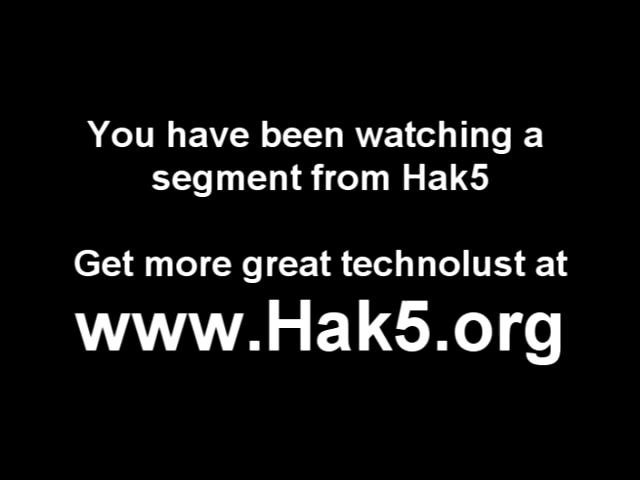 You have been watching a
segment from Hak5
Get more great technolust at
www.Hak5.org